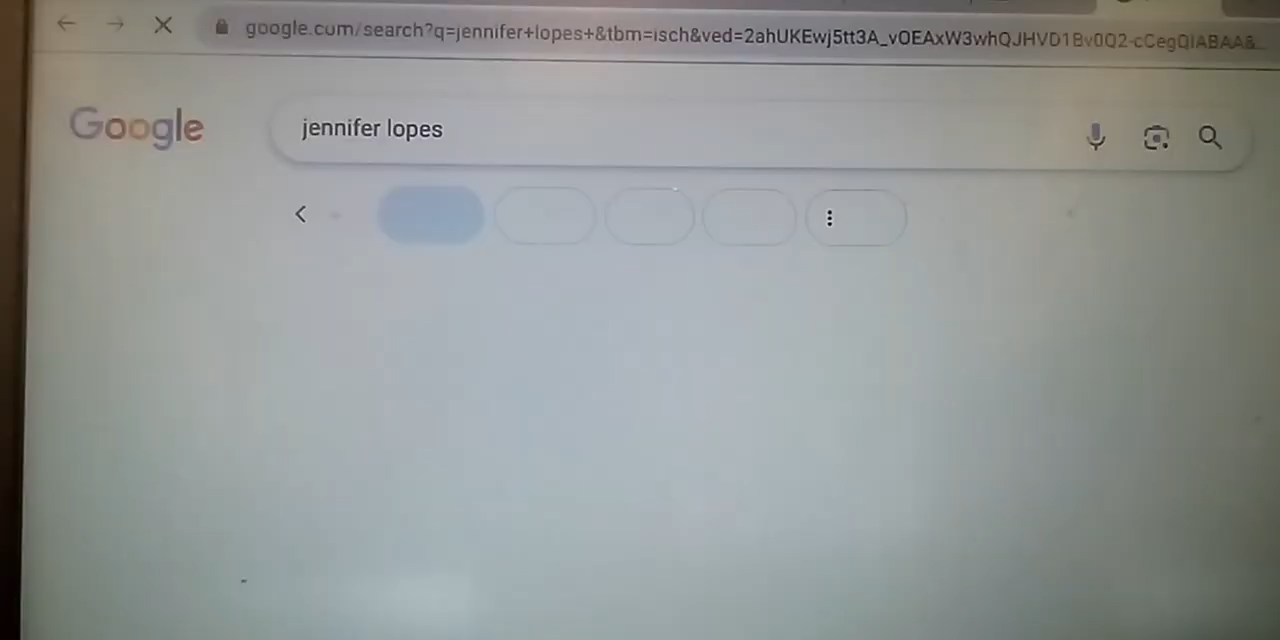 google.com/search?q=jennifer+lopes+&tbm=isch&ved=2ahUKEwj5tt3A_vOEAxW3whQJHVD1Bv0Q2-cCegQIABAA&...
Google
jennifer lopes